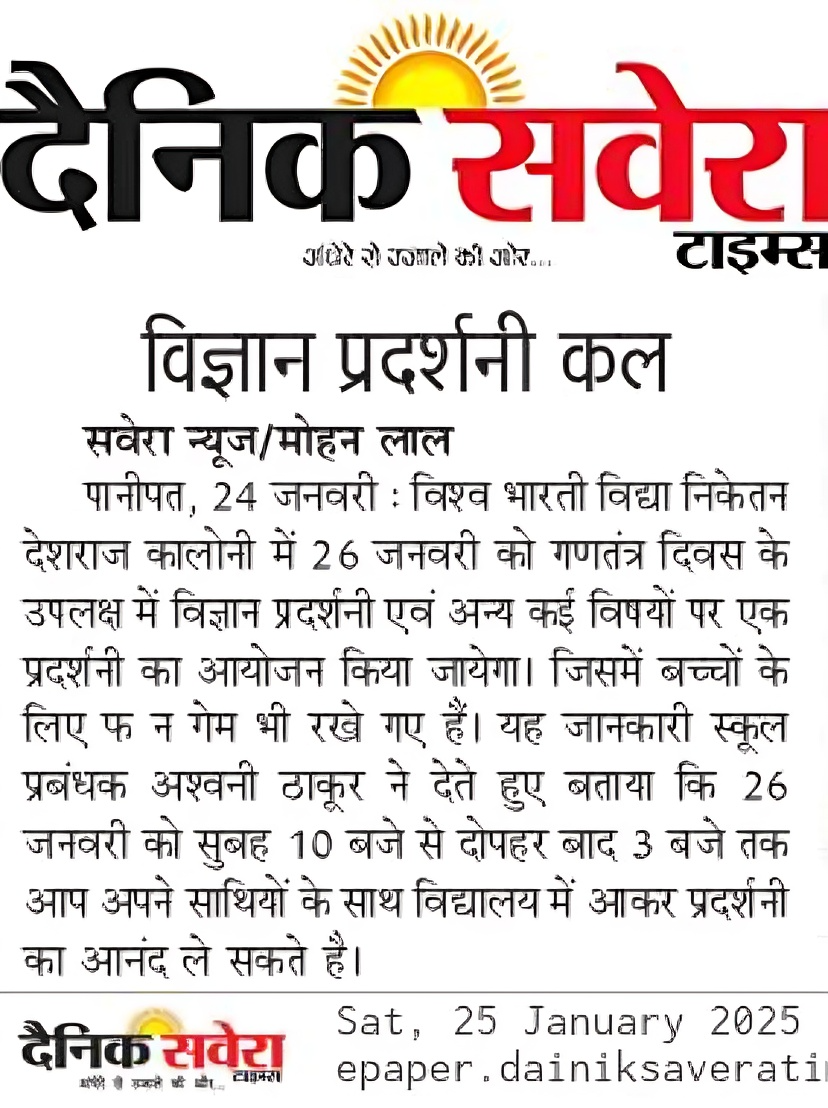 दैनिक सवेरा
टाइम्स
अंधेरे से उजाले की ओर...
विज्ञान प्रदर्शनी कल
सवेरा न्यूज/मोहन लाल
पानीपत, 24 जनवरी : विश्व भारती विद्या निकेतन
देशराज कालोनी में 26 जनवरी को गणतंत्र दिवस के
उपलक्ष में विज्ञान प्रदर्शनी एवं अन्य कई विषयों पर एक
प्रदर्शनी का आयोजन किया जायेगा। जिसमें बच्चों के
लिए फ न गेम भी रखे गए हैं। यह जानकारी स्कूल
प्रबंधक अश्वनी ठाकूर ने देते हुए बताया कि 26
जनवरी को सुबह 10 बजे से दोपहर बाद 3 बजे तक
आप अपने साथियों के साथ विद्यालय में आकर प्रदर्शनी
का आनंद ले सकते है।
दैनिक सवेरा
टाइम्स
Sat, 25 January 2025
epaper.dainiksaverati